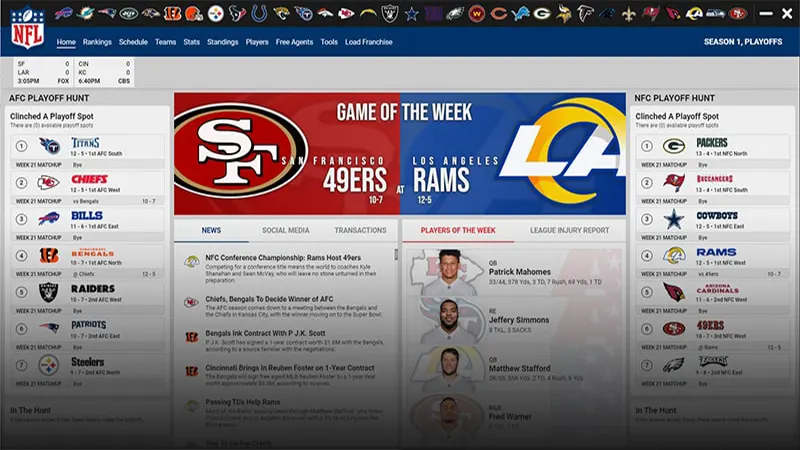 NFL
Home Rankings Schedule Teams Stats Standings Players Free Agents Tools Load Franchise
SEASON 1, PLAYOFFS
SF 0
LAR 0
3:05PM FOX
CIN 0
KC 0
6:40PM CBS
AFC PLAYOFF HUNT
Clinched A Playoff Spot
There are (0) available playoff spots
1 TITANS
12 - 5 • 1st AFC South
WEEK 21 MATCHUP Bye
2 CHIEFS
12 - 5 • 1st AFC West
WEEK 21 MATCHUP vs Bengals 10 - 7
3 BILLS
11 - 6 • 1st AFC East
WEEK 21 MATCHUP Bye
4 CINCINNATI BENGALS
10 - 7 • 1st AFC North
WEEK 21 MATCHUP @ Chiefs 12 - 5
5 RAIDERS
10 - 7 • 2nd AFC West
WEEK 21 MATCHUP Bye
6 PATRIOTS
10 - 7 • 2nd AFC East
WEEK 21 MATCHUP Bye
7 Steelers
9 - 7 • 2nd AFC North
WEEK 21 MATCHUP Bye
In The Hunt
GAME OF THE WEEK
SF
SAN FRANCISCO
49ERS
10-7
AT
LOS ANGELES
RAMS
12-5
LA
NEWS SOCIAL MEDIA TRANSACTIONS
NFC Conference Championship: Rams Host 49ers
Competing for a conference title means the world to coaches Kyle
Shanahan and Sean McVay, who will leave no stone unturned in their
preparation
Chiefs, Bengals To Decide Winner of AFC
The AFC season comes down to a meeting between the Bengals and
the Chiefs in Kansas City, with the winner moving on to the Super Bowl.
Bengals Ink Contract With P J. Scott
P J.K. Scott has signed a 1-year contract worth $1.6M with the Bengals,
according to a source familiar with the negotiations.
Cincinnati Brings In Reuben Foster on 1-Year Contract
The Bengals will sign free agent MLB Reuben Foster to a 1-year deal
Passing TDs Help Rams
PLAYERS OF THE WEEK LEAGUE INJURY REPORT
QB
Patrick Mahomes
33/44, 378 Yds, 3 TD, 7 Rush, 69 Yds, 1 TD
RE
Jeffery Simmons
8 TKL, 3 SACKS
QB
Matthew Stafford
MLB
Fred Warner
NFC PLAYOFF HUNT
Clinched A Playoff Spot
There are (0) available playoff spots
1 PACKERS
13 - 4 • 1st NFC North
WEEK 21 MATCHUP Bye
2 BUCCANEERS
13 - 4 • 1st NFC South
WEEK 21 MATCHUP Bye
3 COWBOYS
12 - 5 • 1st NFC East
WEEK 21 MATCHUP Bye
4 RAMS
12 - 5 • 1st NFC West
WEEK 21 MATCHUP vs 49ers 10 - 7
5 ARIZONA CARDINALS
11 - 6 • 2nd NFC West
WEEK 21 MATCHUP Bye
6 49ERS
10 - 7 • 3rd NFC West
WEEK 21 MATCHUP @ Rams 12 - 5
7 EAGLES
9 - 8 • 2nd NFC East
WEEK 21 MATCHUP Bye
In The Hunt